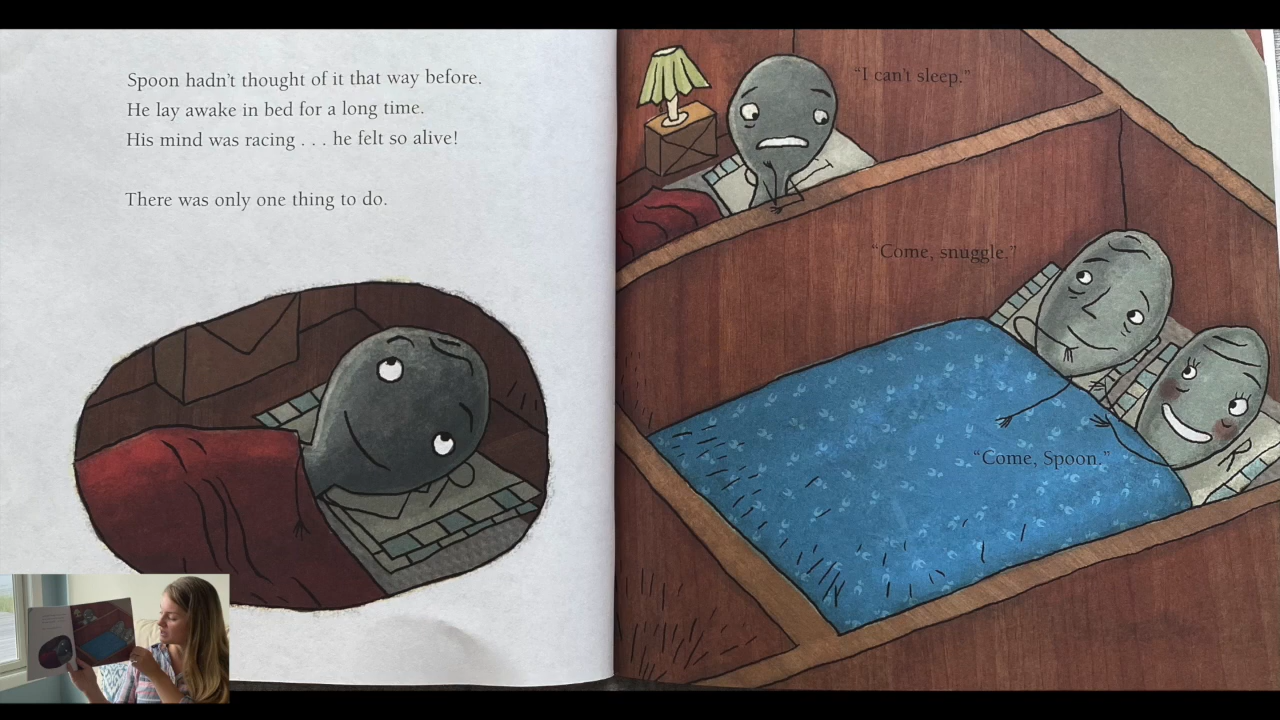 Spoon hadn't thought of it that way before.
He lay awake in bed for a long time.
His mind was racing . . . he felt so alive!
There was only one thing to do.
"I can't sleep."
"Come, snuggle."
"Come, Spoon."